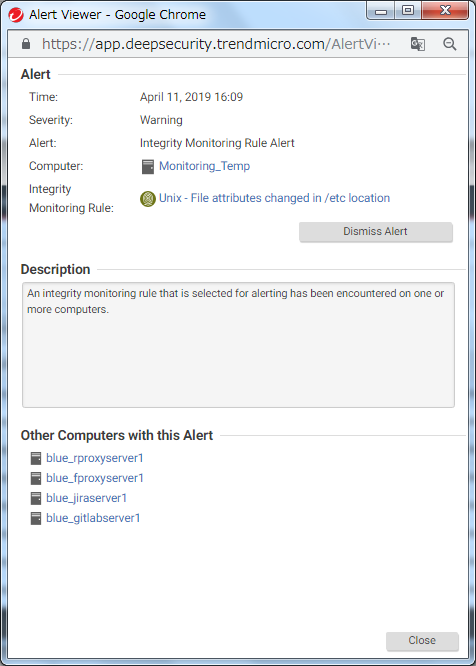 Alert Viewer - Google Chrome
https://app.deepsecurity.trendmicro.com/AlertVi···
Alert
Time: April 11, 2019 16:09
Severity: Warning
Alert: Integrity Monitoring Rule Alert
Computer: Monitoring_Temp
Integrity
Monitoring Rule: Unix - File attributes changed in /etc location
Dismiss Alert
Description
An integrity monitoring rule that is selected for alerting has been encountered on one or
more computers.
Other Computers with this Alert
blue_rproxyserver1
blue_fproxyserver1
blue_jiraserver1
blue_gitlabserver1
Close